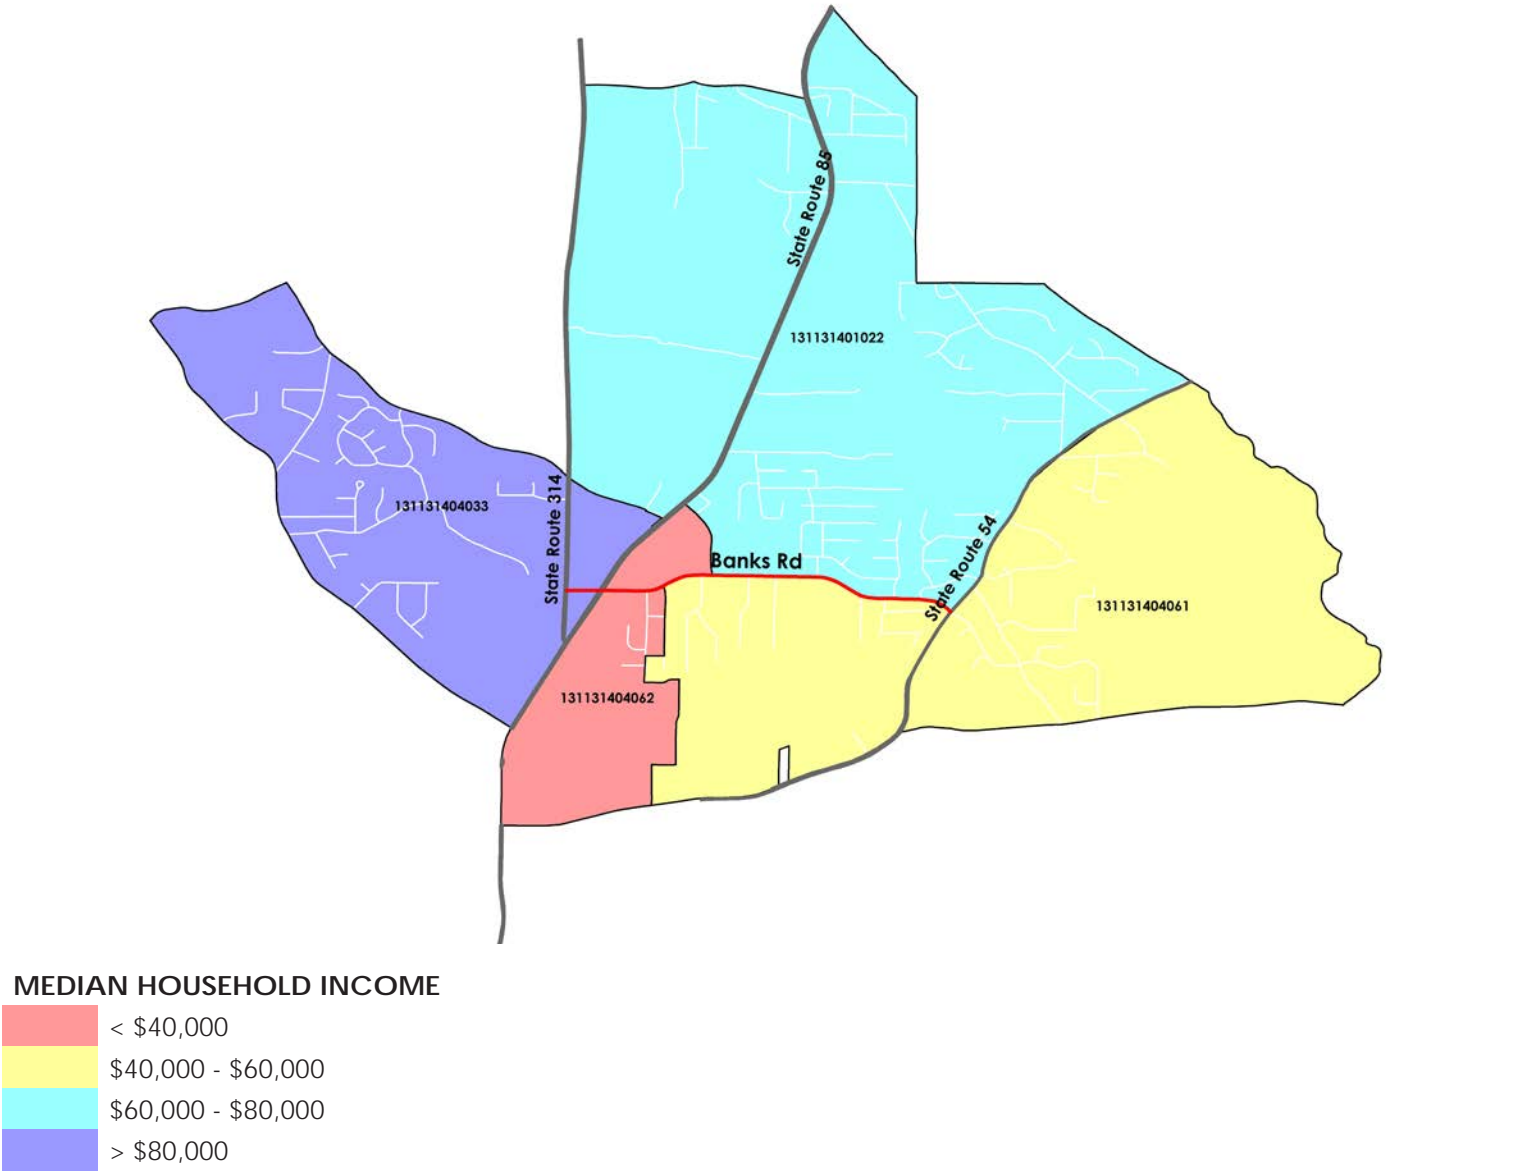 State Route 85
131131401022
131131404033
State Route 314
Banks Rd
State Route 54
131131404061
131131404062
MEDIAN HOUSEHOLD INCOME
< $40,000
$40,000 - $60,000
$60,000 - $80,000
> $80,000